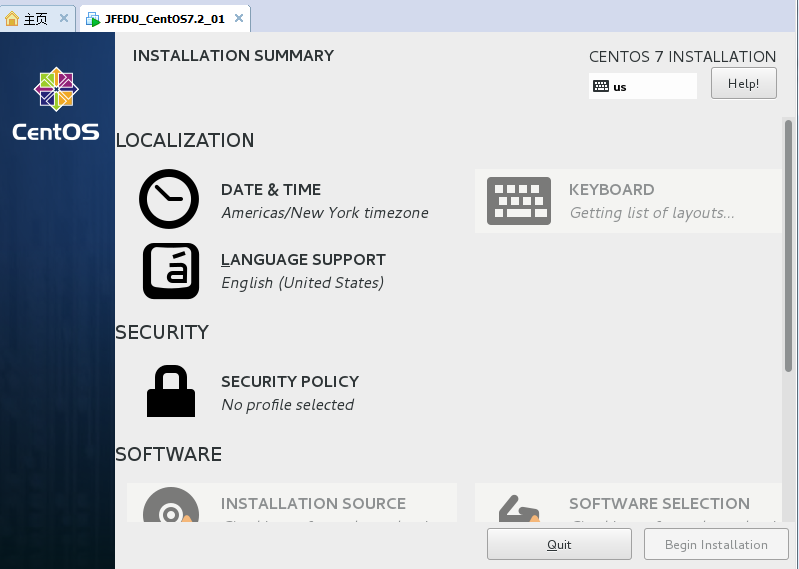 主页
JFEDU_CentOS7.2_01
INSTALLATION SUMMARY
CENTOS 7 INSTALLATION
us
Help!
CentOS
LOCALIZATION
DATE & TIME
Americas/New York timezone
KEYBOARD
Getting list of layouts...
LANGUAGE SUPPORT
English (United States)
SECURITY
SECURITY POLICY
No profile selected
SOFTWARE
INSTALLATION SOURCE
SOFTWARE SELECTION
Quit
Begin Installation